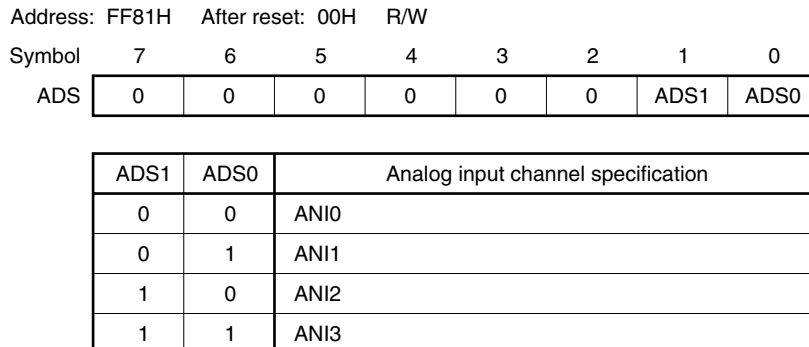 Address: FF81H After reset: 00H R/W
Symbol 7 6 5 4 3 2 1 0
ADS 0 0 0 0 0 0 ADS1 ADS0
ADS1 ADS0 Analog input channel specification
0 0 ANI0
0 1 ANI1
1 0 ANI2
1 1 ANI3